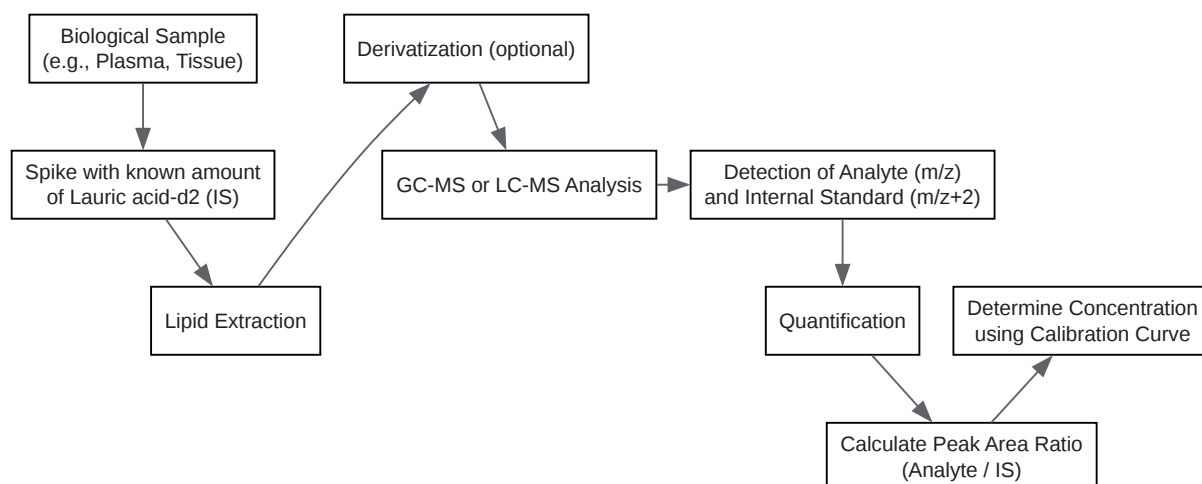 Biological Sample
(e.g., Plasma, Tissue)
Spike with known amount
of Lauric acid-d2 (IS)
Lipid Extraction
Derivatization (optional)
GC-MS or LC-MS Analysis
Detection of Analyte (m/z)
and Internal Standard (m/z+2)
Quantification
Calculate Peak Area Ratio
(Analyte / IS)
Determine Concentration
using Calibration Curve